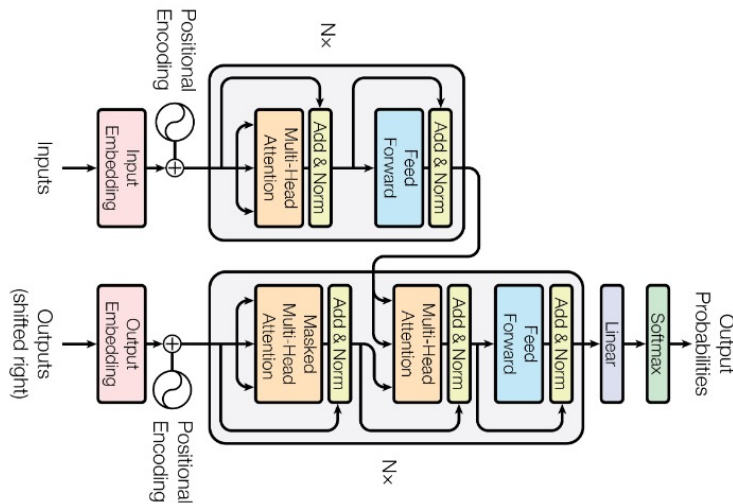 Output
Probabilities
Softmax
Linear
Add & Norm
Feed
Forward
Add & Norm
Multi-Head
Attention
Add & Norm
Masked
Multi-Head
Attention
Nx
Add & Norm
Feed
Forward
Nx
Add & Norm
Multi-Head
Attention
Positional
Encoding
Positional
Encoding
Input
Embedding
Output
Embedding
Inputs
Outputs
(shifted right)